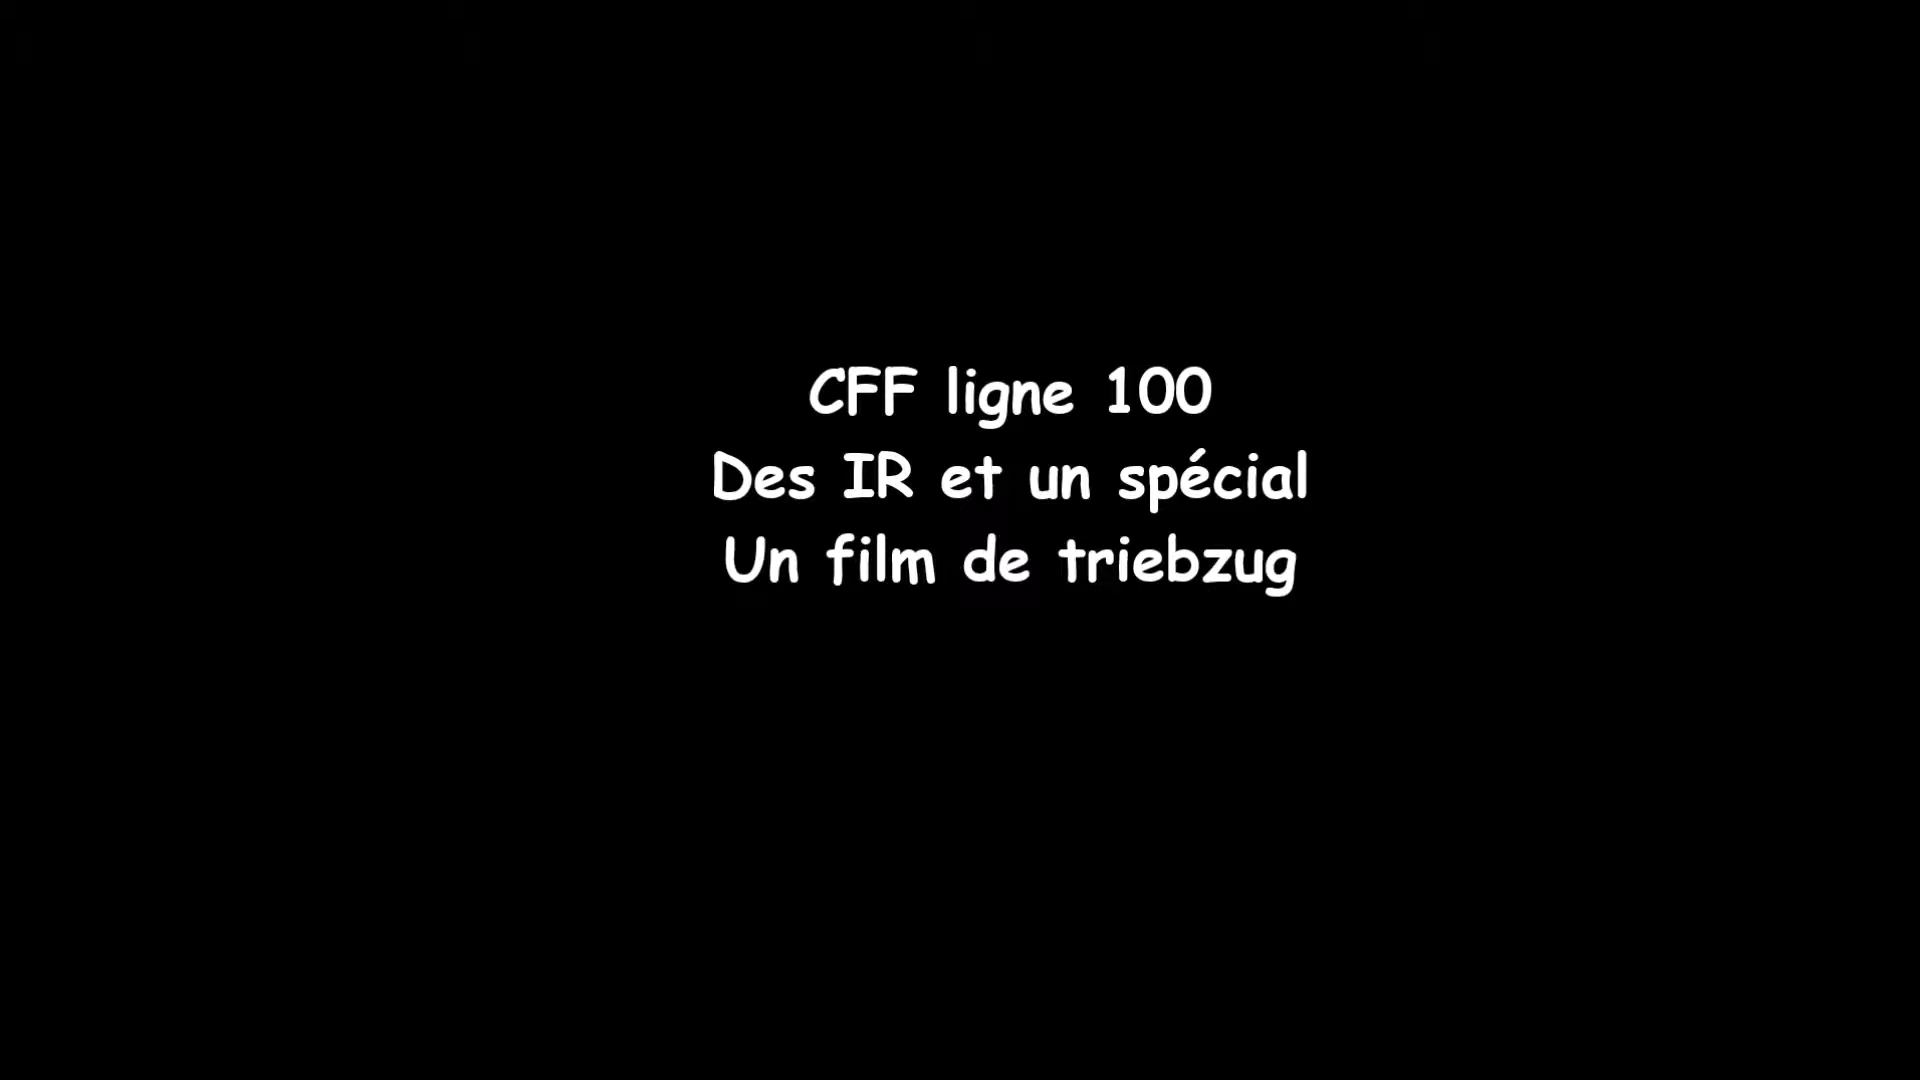 CFF ligne 100
Des IR et un spécial
Un film de triebzug